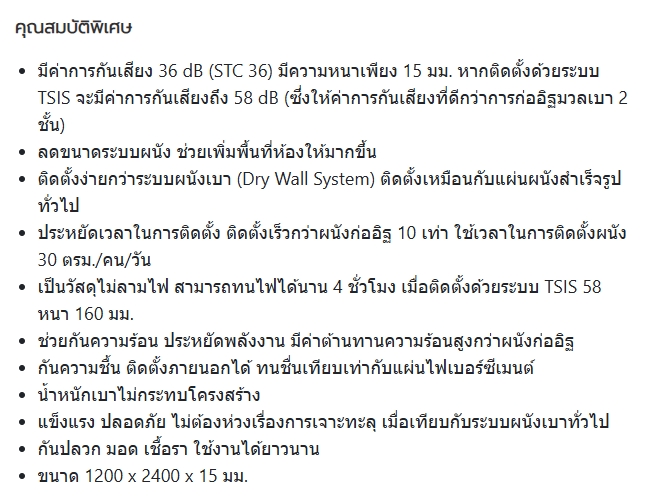 คุณสมบัติพิเศษ
• มีค่าการกันเสียง 36 dB (STC 36) มีความหนาเพียง 15 มม. หากติดตั้งด้วยระบบ
TSIS จะมีค่าการกันเสียงถึง 58 dB (ซึ่งให้ค่าการกันเสียงที่ดีกว่าการก่ออิฐมวลเบา 2
ชั้น)
• ลดขนาดระบบผนัง ช่วยเพิ่มพื้นที่ห้องให้มากขึ้น
• ติดตั้งง่ายกว่าระบบผนังเบา (Dry Wall System) ติดตั้งเหมือนกับแผ่นผนังสำเร็จรูป
ทั่วไป
• ประหยัดเวลาในการติดตั้ง ติดตั้งเร็วกว่าผนังก่ออิฐ 10 เท่า ใช้เวลาในการติดตั้งผนัง
30 ตรม./คน/วัน
• เป็นวัสดุไม่ลามไฟ สามารถทนไฟได้นาน 4 ชั่วโมง เมื่อติดตั้งด้วยระบบ TSIS 58
หนา 160 มม.
• ช่วยกันความร้อน ประหยัดพลังงาน มีค่าต้านทานความร้อนสูงกว่าผนังก่ออิฐ
• กันความชื้น ติดตั้งภายนอกได้ ทนชื่นเทียบเท่ากับแผ่นไฟเบอร์ซีเมนต์
• น้ำหนักเบาไม่กระทบโครงสร้าง
• แข็งแรง ปลอดภัย ไม่ต้องห่วงเรื่องการเจาะทะลุ เมื่อเทียบกับระบบผนังเบาทั่วไป
• กันปลวก มอด เชื้อรา ใช้งานได้ยาวนาน
• ขนาด 1200 x 2400 x 15 มม.